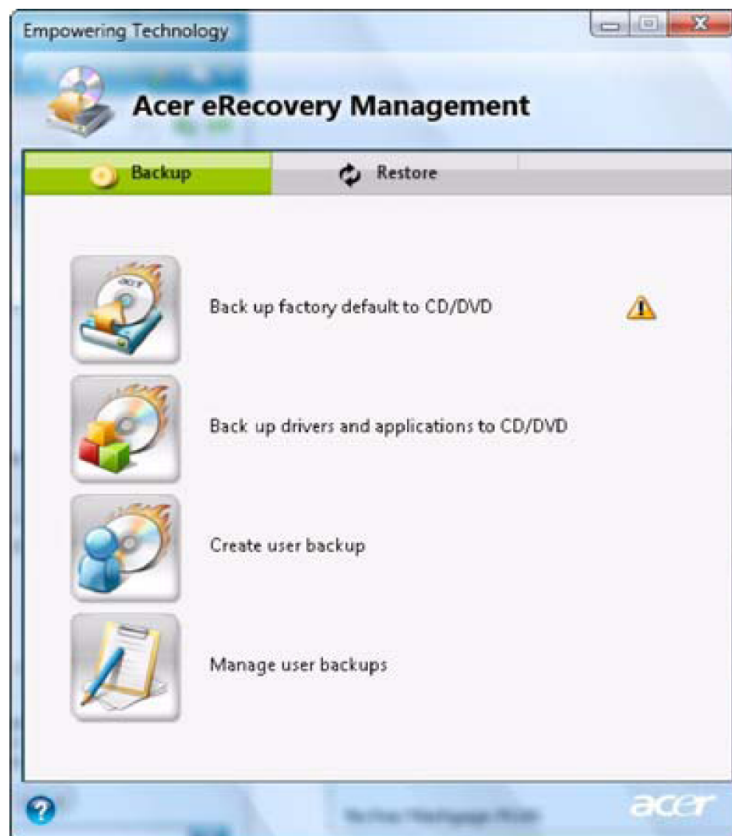 Empowering Technology
Acer eRecovery Management
Backup
Restore
acer
Back up factory default to CD/DVD
Back up drivers and applications to CD/DVD
Create user backup
Manage user backups
?
acer